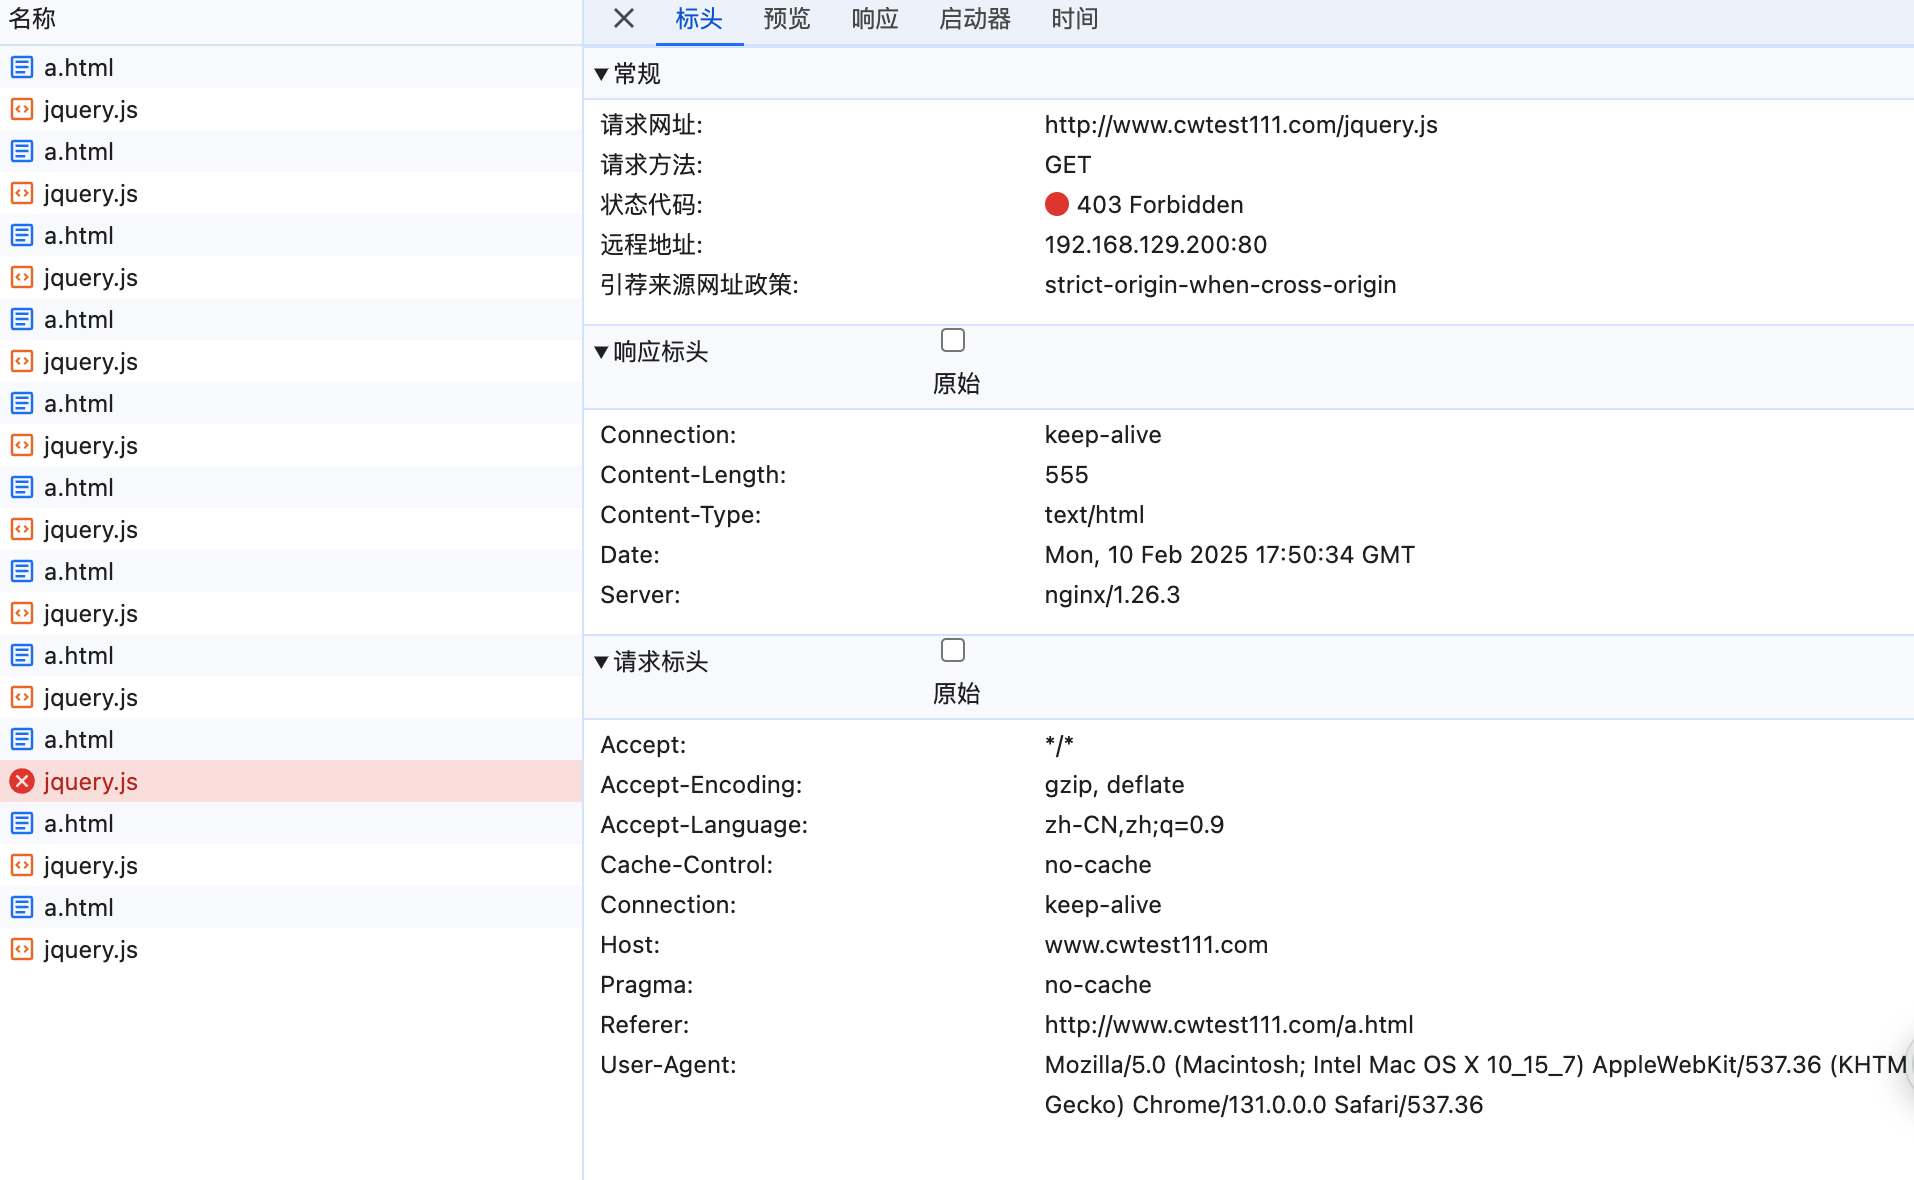 名称
a.html
jquery.js
a.html
jquery.js
a.html
jquery.js
a.html
jquery.js
a.html
jquery.js
a.html
jquery.js
a.html
jquery.js
a.html
jquery.js
a.html
jquery.js
a.html
jquery.js
a.html
jquery.js
标头 预览 响应 启动器 时间
常规
请求网址: http://www.cwtest111.com/jquery.js
请求方法: GET
状态代码: 403 Forbidden
远程地址: 192.168.129.200:80
引荐来源网址政策: strict-origin-when-cross-origin
响应标头
原始
Connection: keep-alive
Content-Length: 555
Content-Type: text/html
Date: Mon, 10 Feb 2025 17:50:34 GMT
Server: nginx/1.26.3
请求标头
原始
Accept: */*
Accept-Encoding: gzip, deflate
Accept-Language: zh-CN,zh;q=0.9
Cache-Control: no-cache
Connection: keep-alive
Host: www.cwtest111.com
Pragma: no-cache
Referer: http://www.cwtest111.com/a.html
User-Agent: Mozilla/5.0 (Macintosh; Intel Mac OS X 10_15_7) AppleWebKit/537.36 (KHTM
Gecko) Chrome/131.0.0.0 Safari/537.36